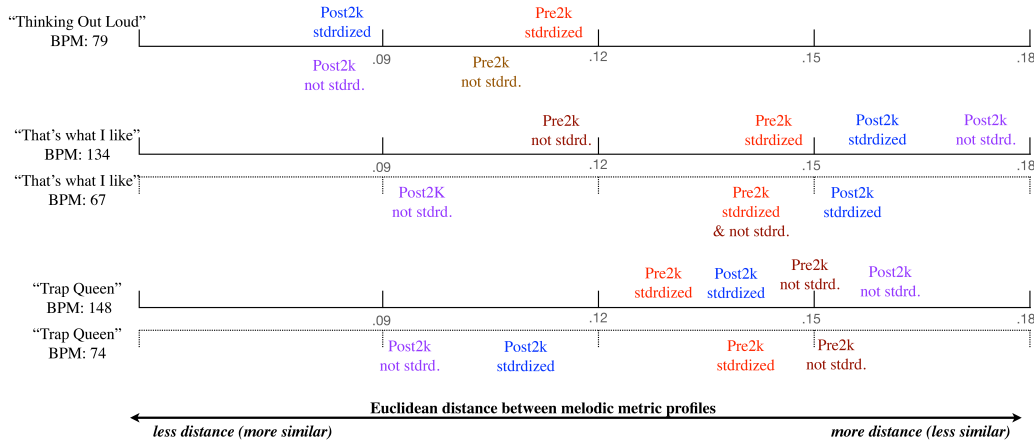 “Thinking Out Loud”
BPM: 79
Post2k
stdrdized
Pre2k
stdrdized
.09
.12
.15
.18
Post2k
not stdrd.
Pre2k
not stdrd.
“That’s what I like”
BPM: 134
Pre2k
not stdrd.
Pre2k
stdrdized
Post2k
stdrdized
Post2k
not stdrd.
.09
.12
.15
.18
“That’s what I like”
BPM: 67
Post2K
not stdrd.
Pre2k
stdrdized
& not stdrd.
Post2k
stdrdized
“Trap Queen”
BPM: 148
Pre2k
stdrdized
Post2k
stdrdized
Pre2k
not stdrd.
Post2k
not stdrd.
.09
.12
.15
.18
“Trap Queen”
BPM: 74
Post2k
not stdrd.
Post2k
stdrdized
Pre2k
stdrdized
Pre2k
not stdrd.
Euclidean distance between melodic metric profiles
less distance (more similar)
more distance (less similar)